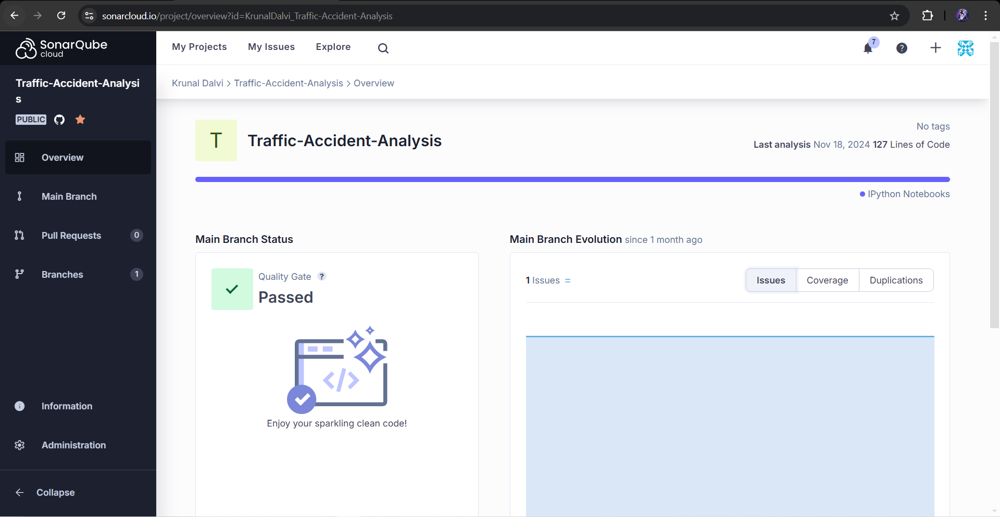 sonarcloud.io/project/overview?id=KrunalDalvi_Traffic-Accident-Analysis
SonarQube
cloud
My Projects
My Issues
Explore
7
?
Traffic-Accident-Analysi
s
PUBLIC
Krunal Dalvi > Traffic-Accident-Analysis > Overview
Overview
Main Branch
Pull Requests 0
Branches 1
Information
Administration
Collapse
T
Traffic-Accident-Analysis
No tags
Last analysis Nov 18, 2024 127 Lines of Code
IPython Notebooks
Main Branch Status
Quality Gate ?
Passed
</>
Enjoy your sparkling clean code!
Main Branch Evolution since 1 month ago
1 Issues =
Issues
Coverage
Duplications